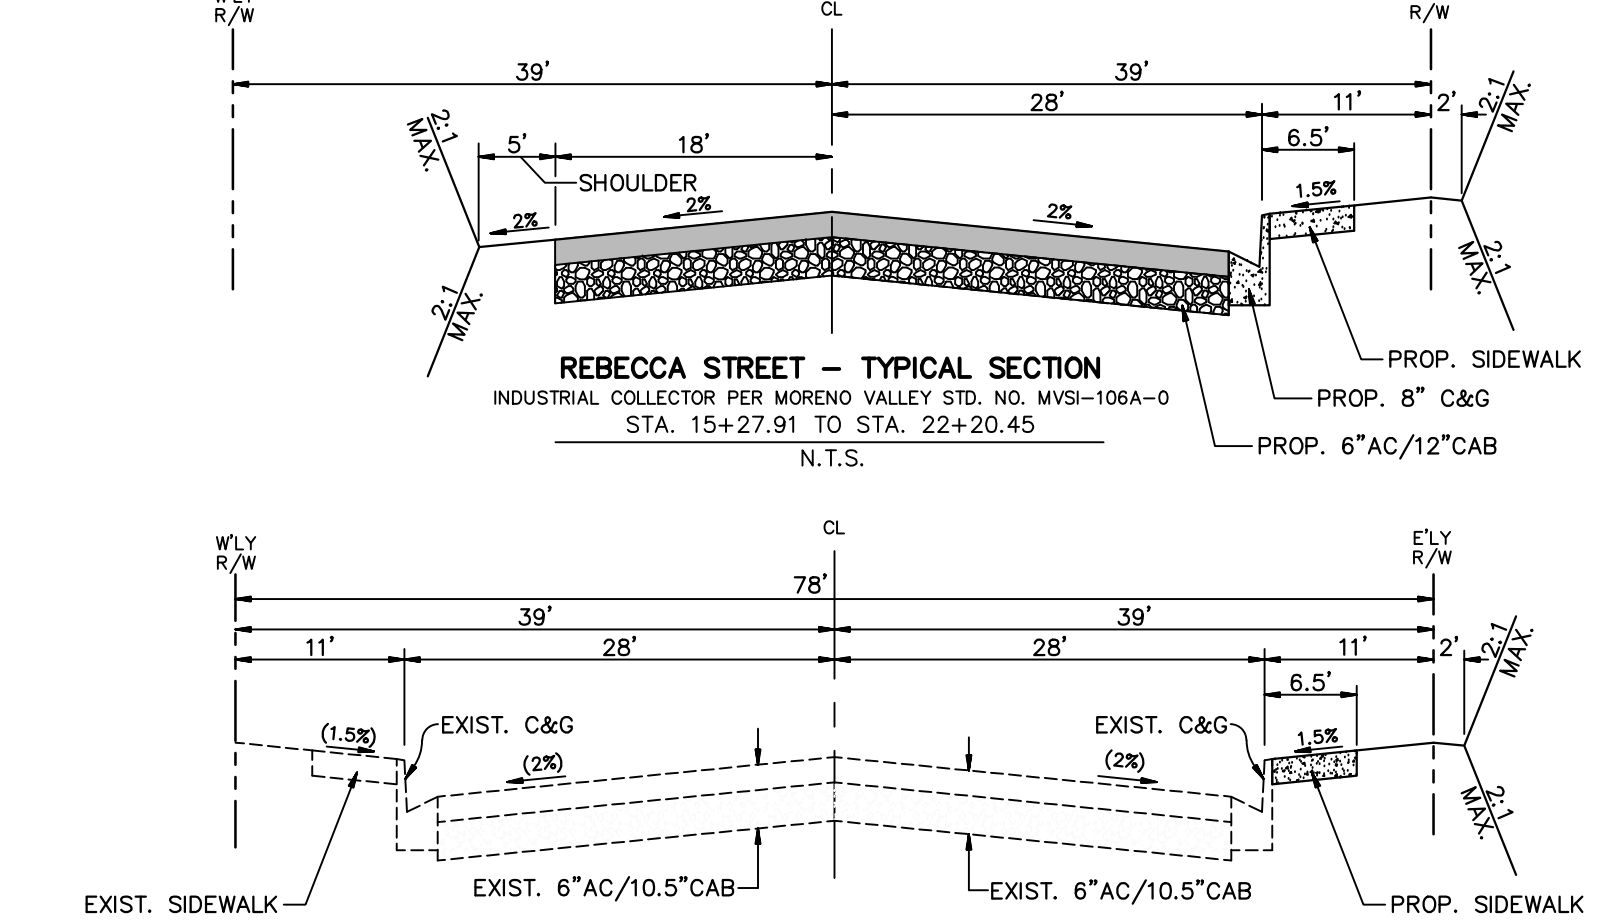 R/W
CL
R/W
39'
39'
28'
11'
2'
2:1
MAX.
2:1
MAX.
5'
18'
6.5'
SHOULDER
1.5%
2%
2%
2%
2:1
MAX.
2:1
MAX.
PROP. SIDEWALK
REBECCA STREET – TYPICAL SECTION
INDUSTRIAL COLLECTOR PER MORENO VALLEY STD. NO. MVSI-106A-0
PROP. 8" C&G
STA. 15+27.91 TO STA. 22+20.45
PROP. 6"AC/12"CAB
N.T.S.
W'LY
R/W
CL
E'LY
R/W
78'
39'
39'
11'
28'
28'
11'
2'
2:1
MAX.
6.5'
EXIST. C&G
EXIST. C&G
(1.5%)
1.5%
(2%)
(2%)
2:1
MAX.
EXIST. 6"AC/10.5"CAB
EXIST. 6"AC/10.5"CAB
EXIST. SIDEWALK
PROP. SIDEWALK